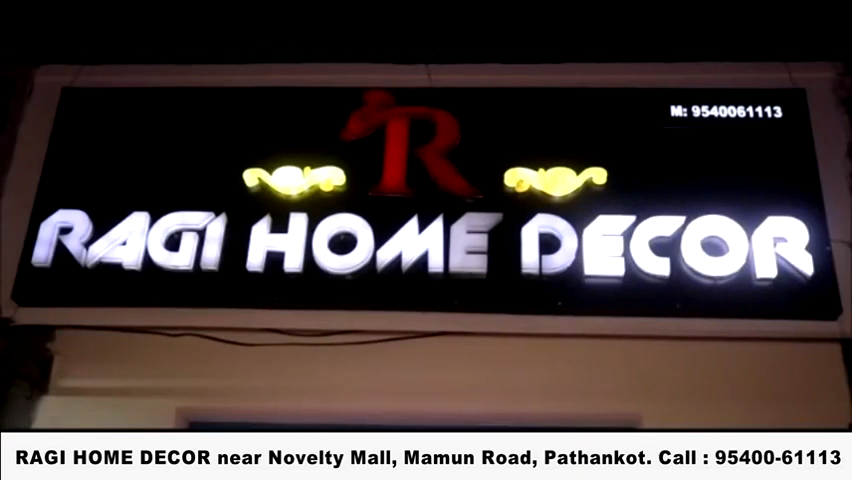 M: 9540061113
R
RAGI HOME DECOR
RAGI HOME DECOR near Novelty Mall, Mamun Road, Pathankot. Call : 95400-61113